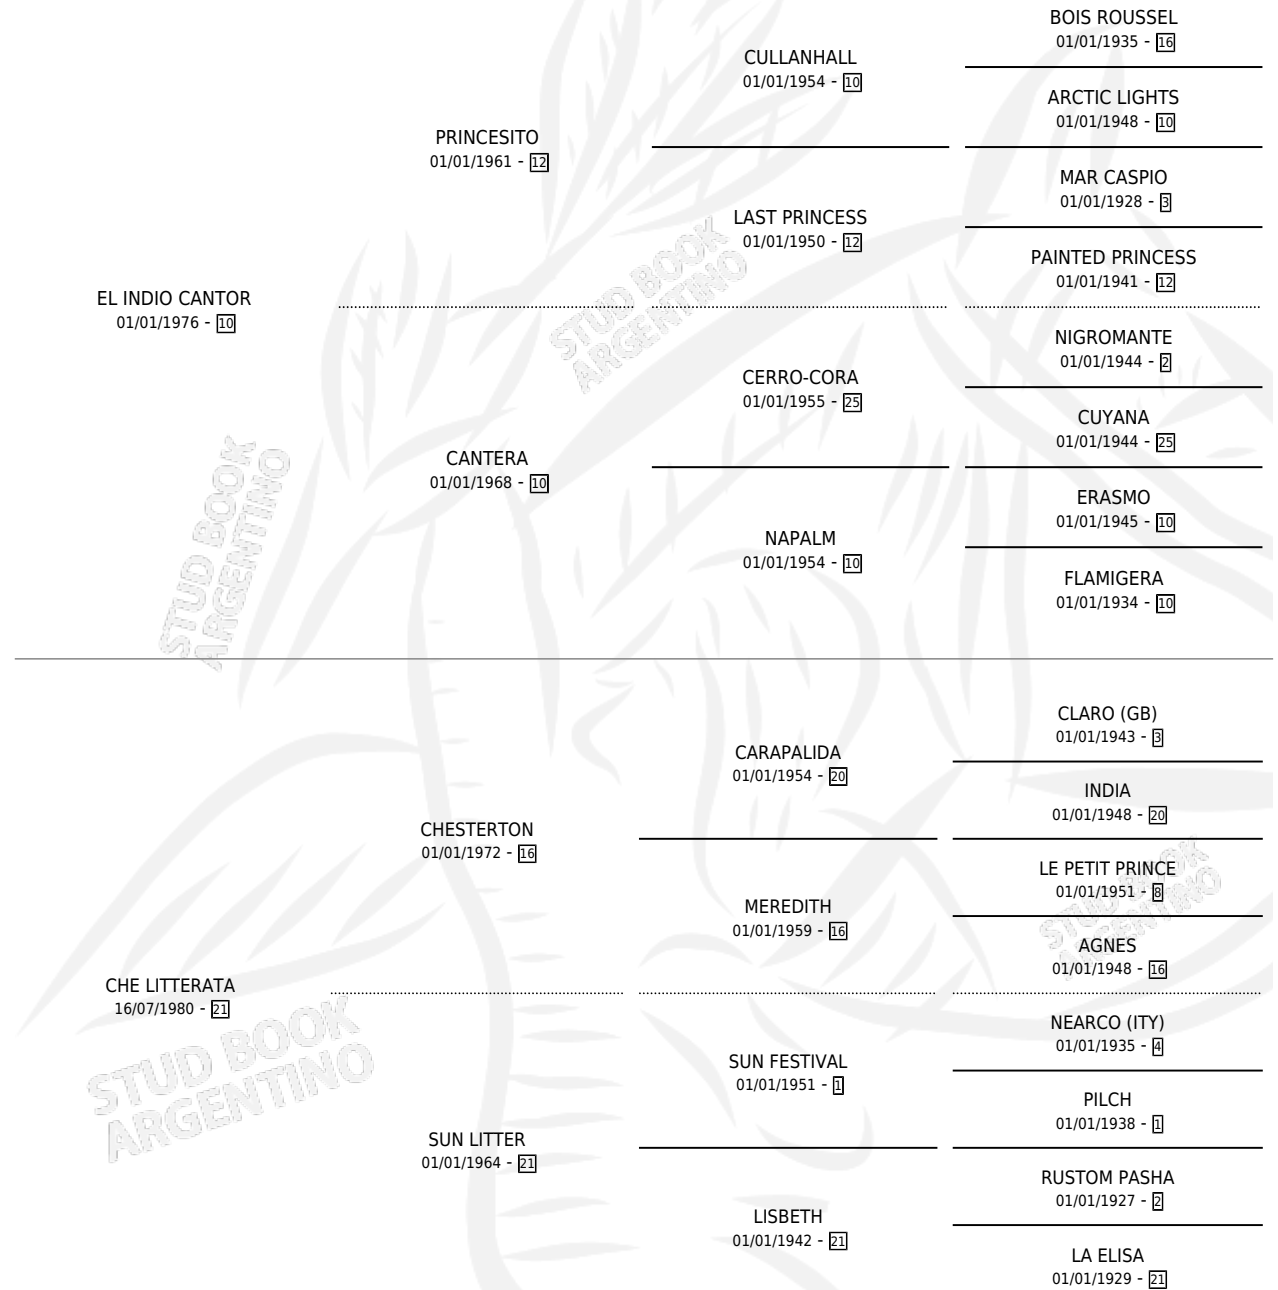 BOIS ROUSSEL
01/01/1935 - 16
CULLANHALL
01/01/1954 - 10
ARCTIC LIGHTS
01/01/1948 - 10
PRINCESITO
01/01/1961 - 12
MAR CASPIO
01/01/1928 - 3
LAST PRINCESS
01/01/1950 - 12
PAINTED PRINCESS
01/01/1941 - 12
EL INDIO CANTOR
01/01/1976 - 10
NIGROMANTE
01/01/1944 - 2
CERRO-CORA
01/01/1955 - 25
CUYANA
01/01/1944 - 25
CANTERA
01/01/1968 - 10
ERASMO
01/01/1945 - 10
NAPALM
01/01/1954 - 10
FLAMIGERA
01/01/1934 - 10
STUD BOOK
ARGENTINO
STUD BOOK
ARGENTINO
CLARO (GB)
01/01/1943 - 3
CARAPALIDA
01/01/1954 - 20
INDIA
01/01/1948 - 20
CHESTERTON
01/01/1972 - 16
LE PETIT PRINCE
01/01/1951 - 8
MEREDITH
01/01/1959 - 16
AGNES
01/01/1948 - 16
CHE LITTERATA
16/07/1980 - 21
NEARCO (ITY)
01/01/1935 - 4
SUN FESTIVAL
01/01/1951 - 1
PILCH
01/01/1938 - 1
SUN LITTER
01/01/1964 - 21
RUSTOM PASHA
01/01/1927 - 2
LISBETH
01/01/1942 - 21
LA ELISA
01/01/1929 - 21
STUD BOOK
ARGENTINO
STUD BOOK
ARGENTINO